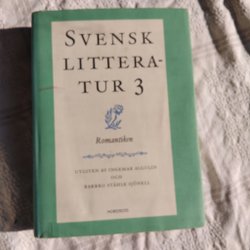 SVENSK
LITTERA-
TUR 3
Romantiken
UTGIVEN AV INGEMAR ALGULIN
OCH
BARBRO STÅHLE SJÖNELL
NORSTEDTS